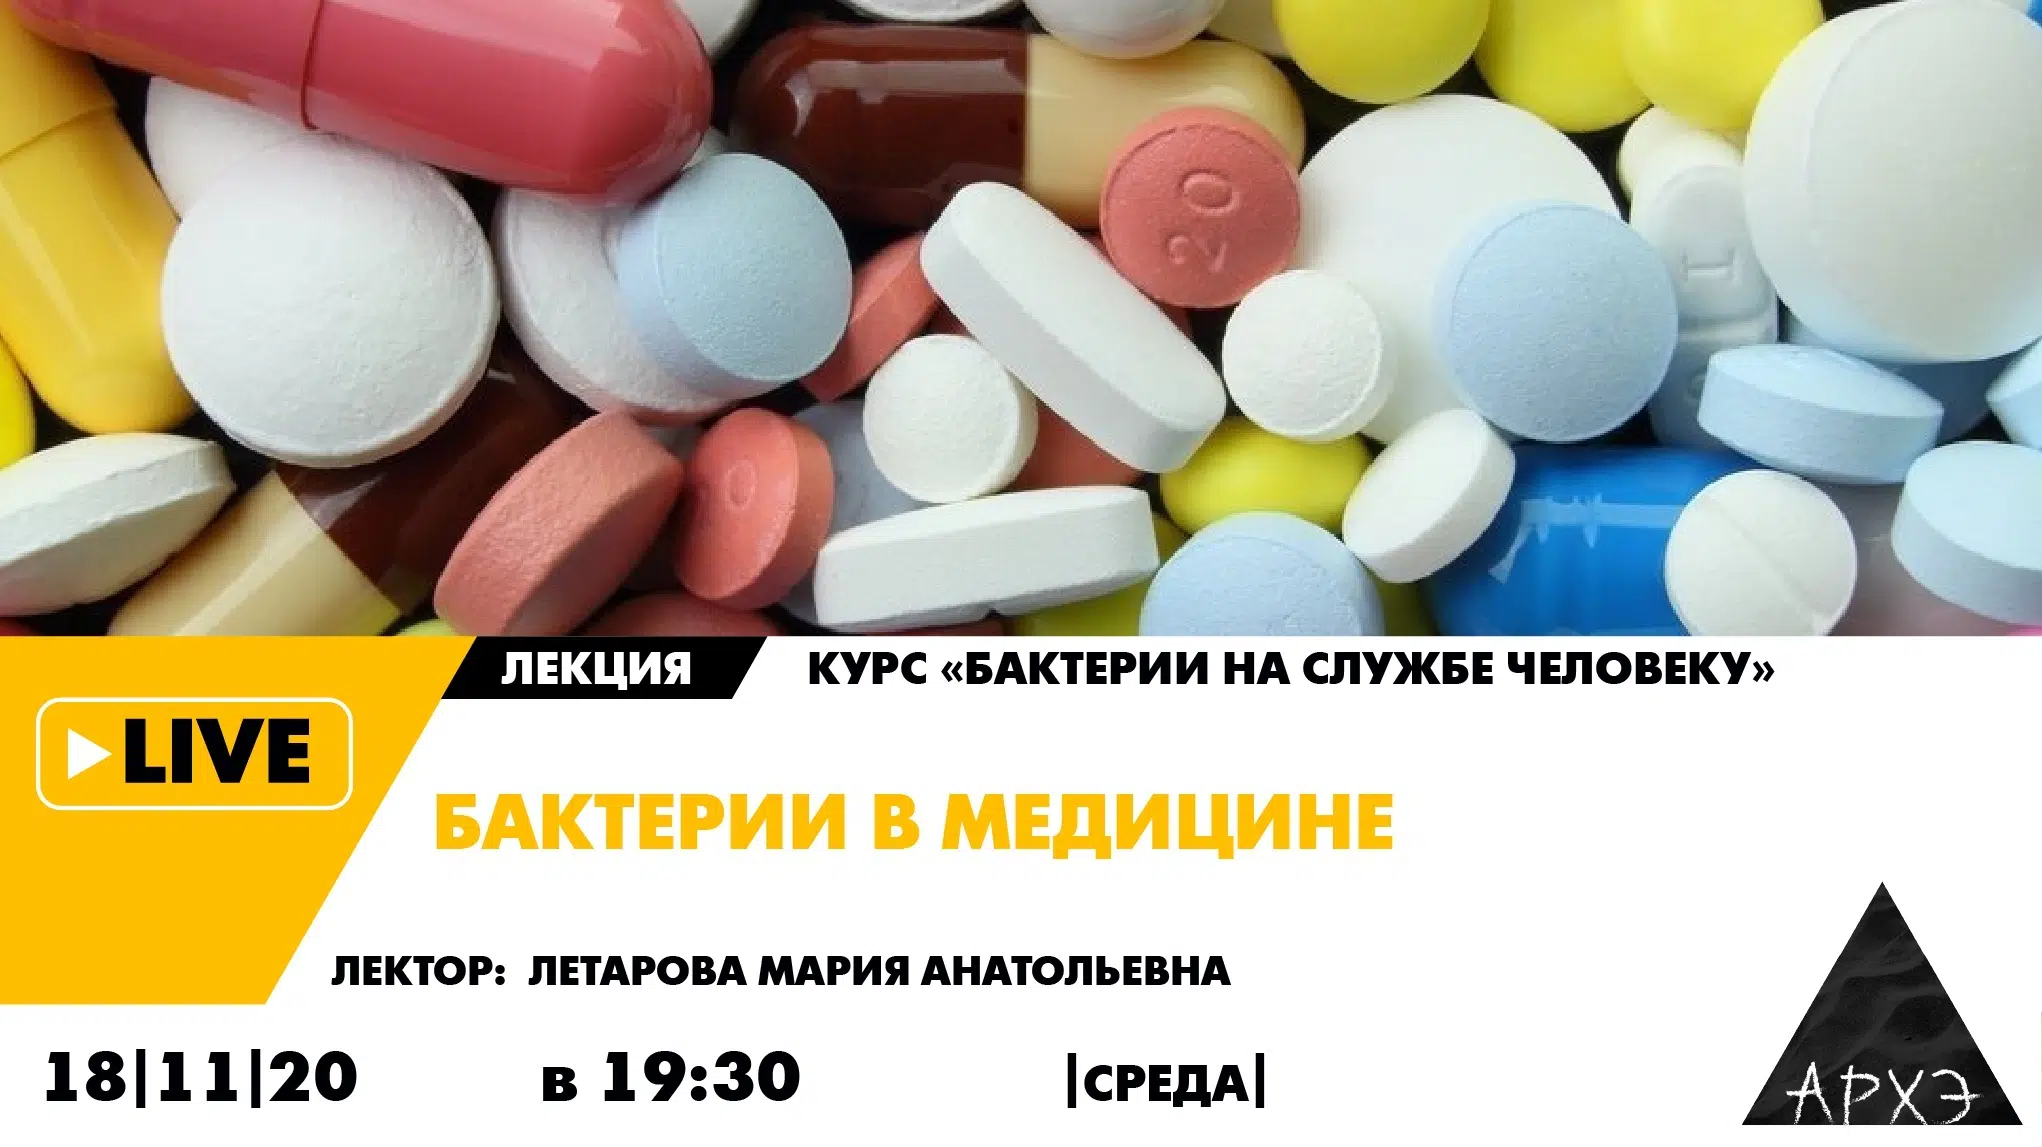 20
ЛЕКЦИЯ
КУРС «БАКТЕРИИ НА СЛУЖБЕ ЧЕЛОВЕКУ»
LIVE
БАКТЕРИИ В МЕДИЦИНЕ
ЛЕКТОР: ЛЕТАРОВА МАРИЯ АНАТОЛЬЕВНА
18|11|20 в 19:30 |СРЕДА|
АРХЭ